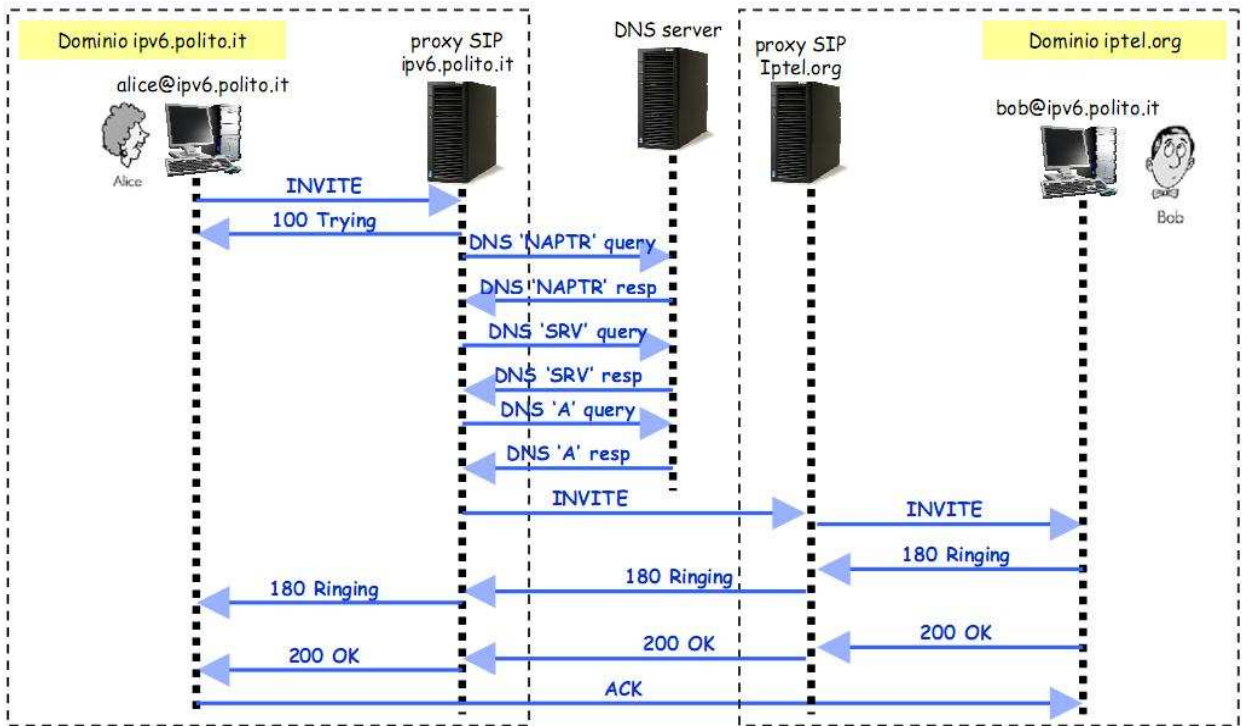 Dominio ipv6.polito.it
proxy SIP
ipv6.polito.it
DNS server
proxy SIP
Iptel.org
Dominio iptel.org
alice@ipv6.polito.it
bob@ipv6.polito.it
Alice
Bob
INVITE
100 Trying
DNS 'NAPTR' query
DNS 'NAPTR' resp
DNS 'SRV' query
DNS 'SRV' resp
DNS 'A' query
DNS 'A' resp
INVITE
INVITE
180 Ringing
180 Ringing
180 Ringing
200 OK
200 OK
200 OK
ACK